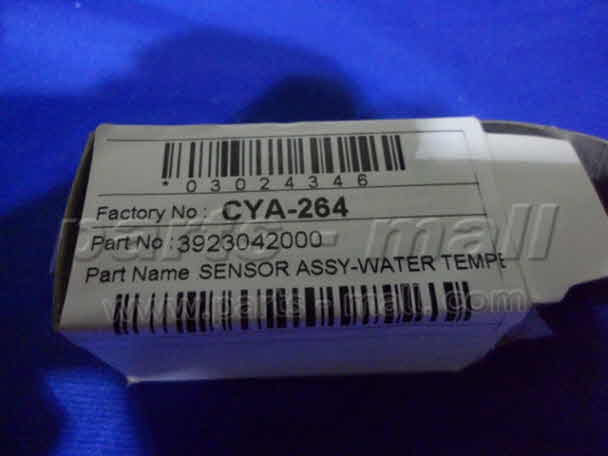 *03024346
Factory No : CYA-264
Part No : 3923042000
Part Name SENSOR ASSY-WATER TEMPE
parts - mall
www.parts-mall.com